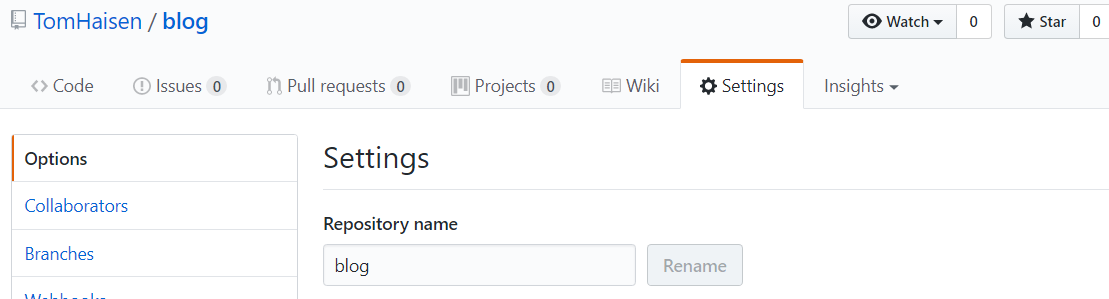 TomHaisen / blog
Watch 0 Star 0
Code Issues 0 Pull requests 0 Projects 0 Wiki Settings Insights
Options
Collaborators
Branches
Webhooks
Settings
Repository name
blog Rename